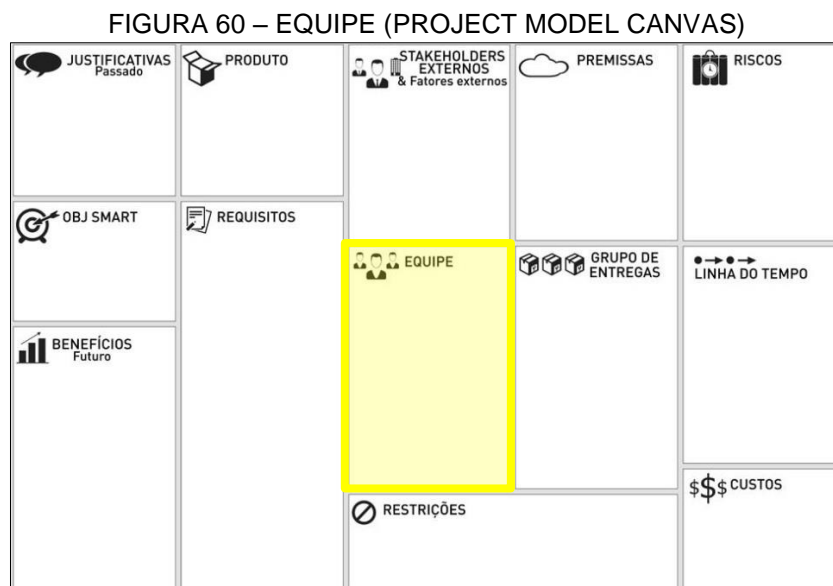 FIGURA 60 – EQUIPE (PROJECT MODEL CANVAS)
JUSTIFICATIVAS
Passado
PRODUTO
STAKEHOLDERS
EXTERNOS
& Fatores externos
PREMISSAS
RISCOS
OBJ SMART
REQUISITOS
EQUIPE
GRUPO DE
ENTREGAS
LINHA DO TEMPO
BENEFÍCIOS
Futuro
RESTRIÇÕES
$$$ CUSTOS